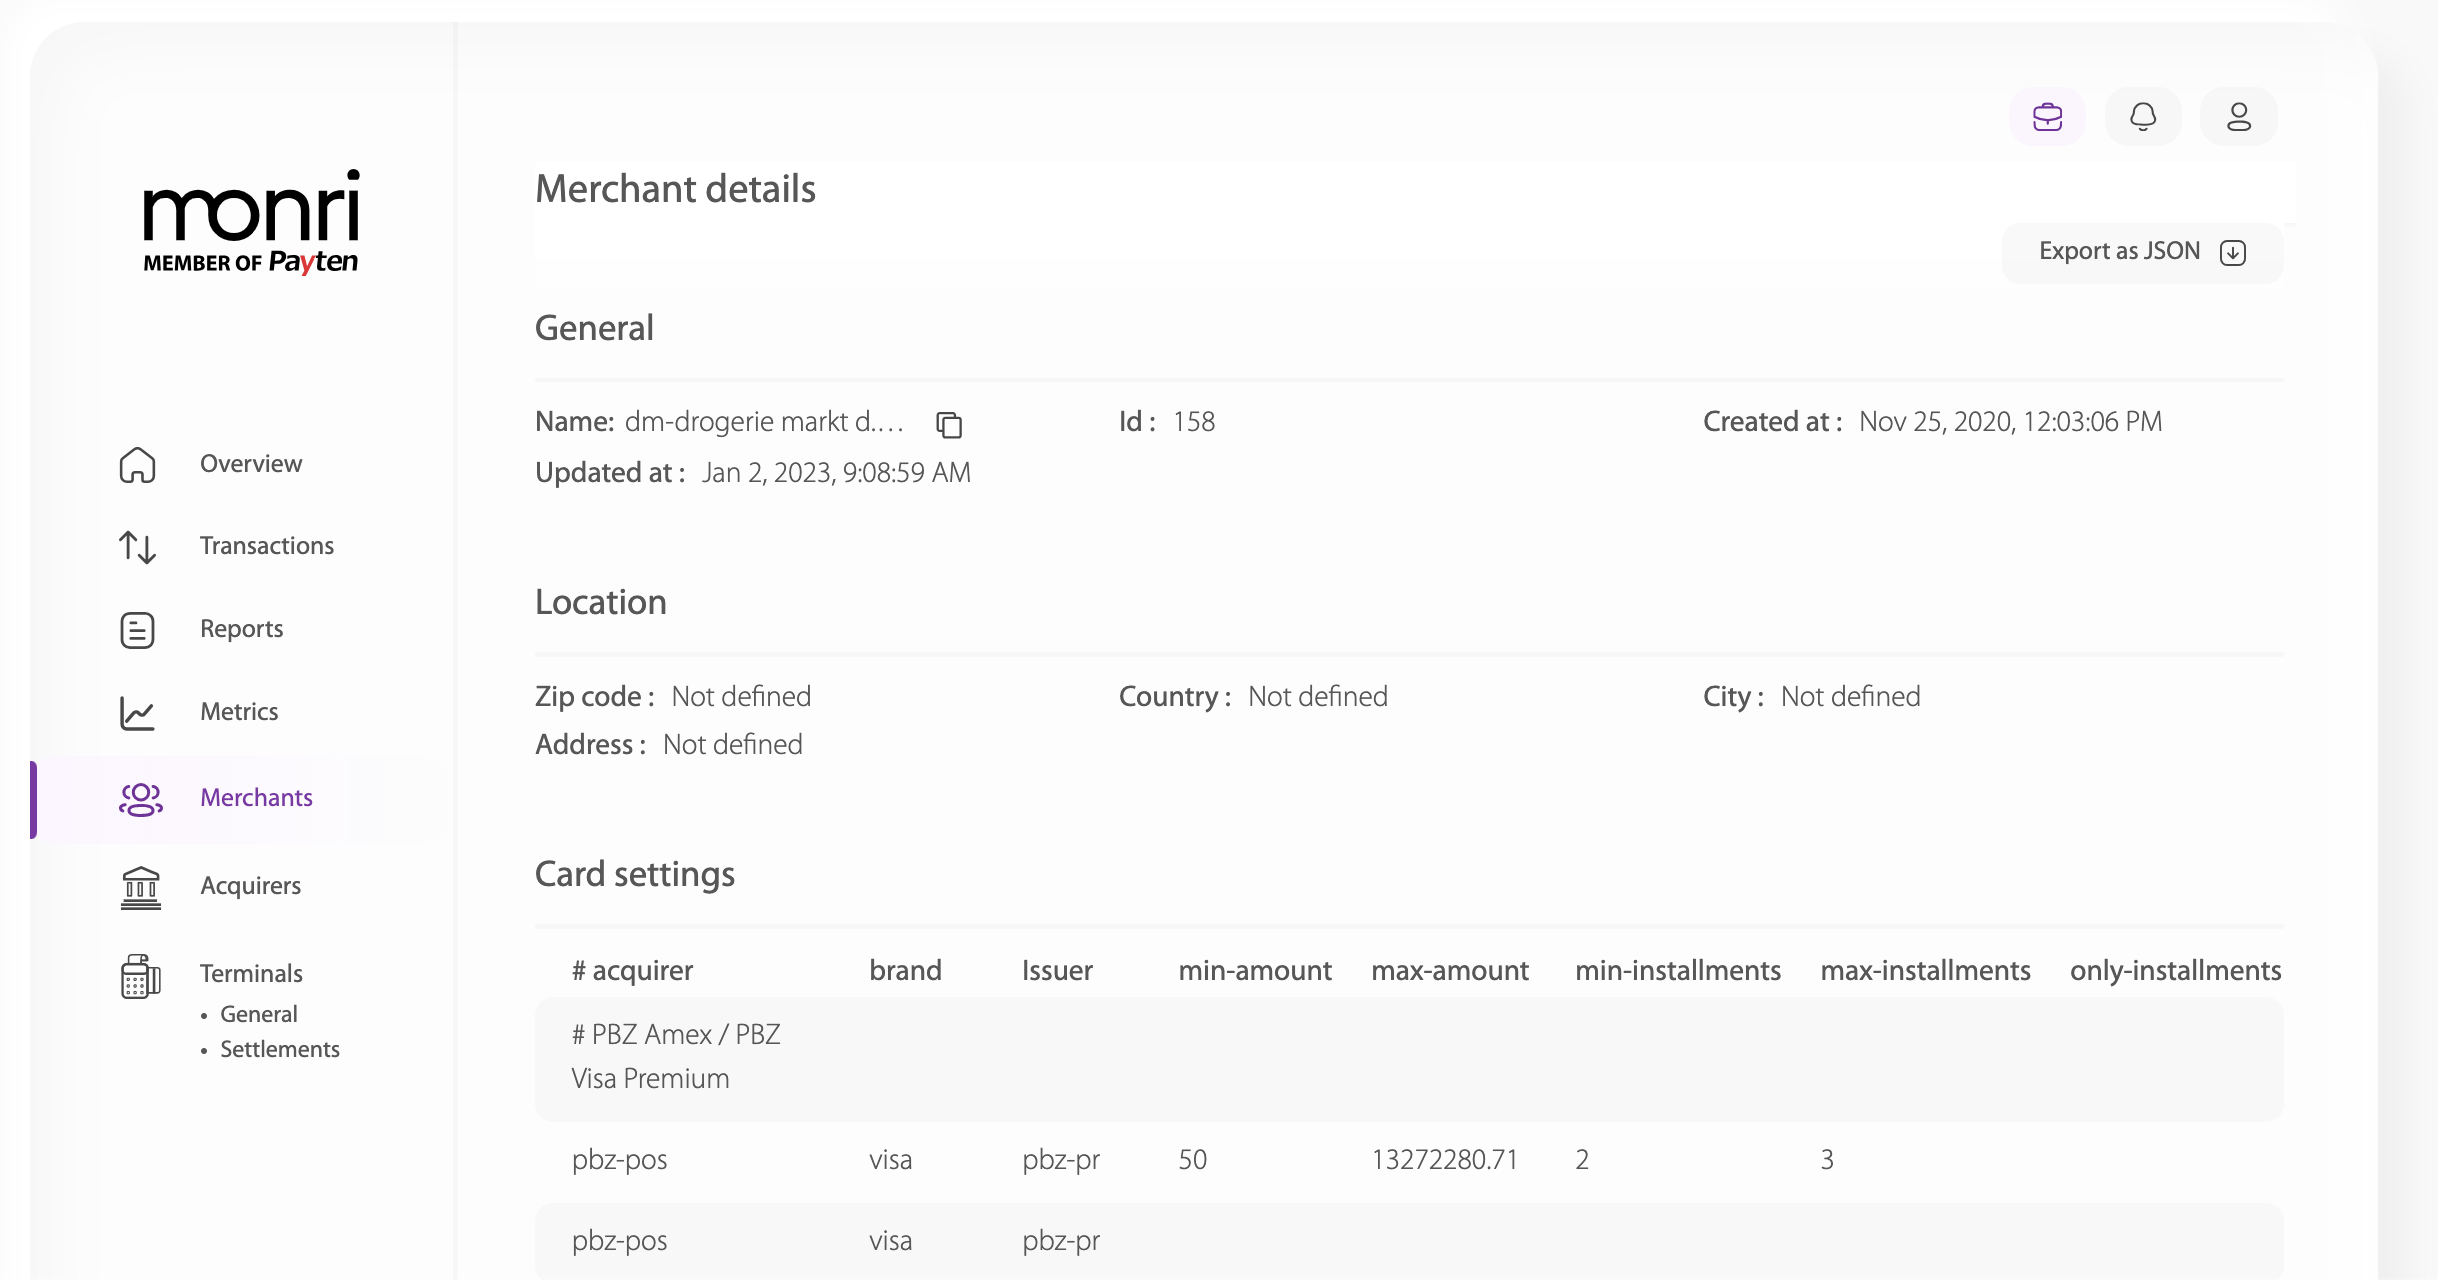 monri
MEMBER OF Payten
Overview
Transactions
Reports
Metrics
Merchants
Acquirers
Terminals
• General
• Settlements
Merchant details
Export as JSON
General
Name: dm-drogerie markt d.... Id : 158 Created at : Nov 25, 2020, 12:03:06 PM
Updated at : Jan 2, 2023, 9:08:59 AM
Location
Zip code : Not defined Country : Not defined City : Not defined
Address : Not defined
Card settings
# acquirer brand Issuer min-amount max-amount min-installments max-installments only-installments
# PBZ Amex / PBZ
Visa Premium
pbz-pos visa pbz-pr 50 13272280.71 2 3
pbz-pos visa pbz-pr